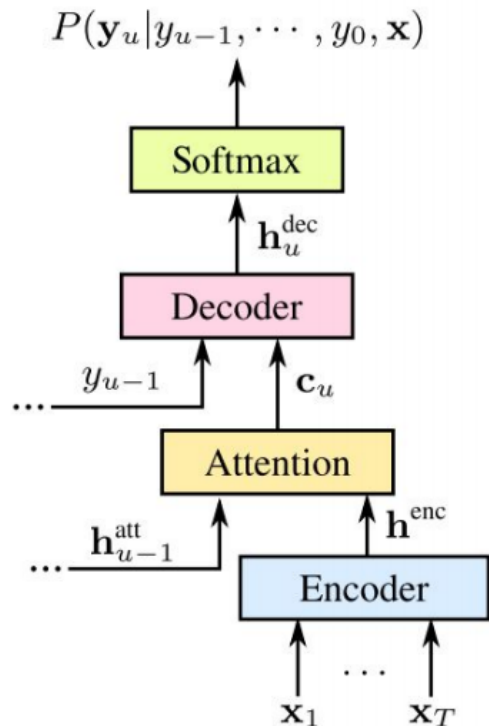 P(y_u|y_{u-1}, ⋯ , y_0, x)
Softmax
h_u^{dec}
Decoder
y_{u-1}
c_u
...
Attention
h_{u-1}^{att}
h^{enc}
...
Encoder
⋯
x_1
x_T